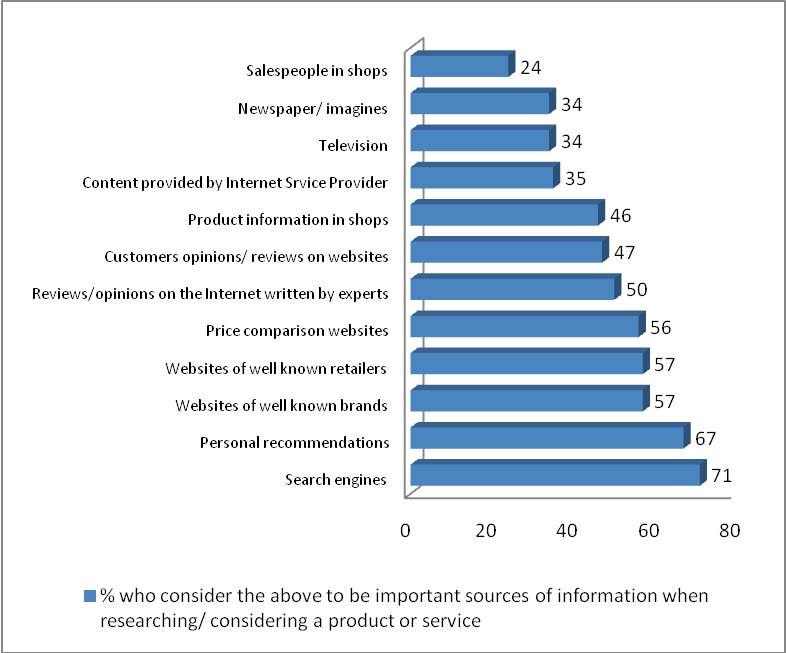 Salespeople in shops 24
Newspaper/ imagines 34
Television 34
Content provided by Internet Srvice Provider 35
Product information in shops 46
Customers opinions/ reviews on websites 47
Reviews/opinions on the Internet written by experts 50
Price comparison websites 56
Websites of well known retailers 57
Websites of well known brands 57
Personal recommendations 67
Search engines 71
0 20 40 60 80
% who consider the above to be important sources of information when
researching/ considering a product or service